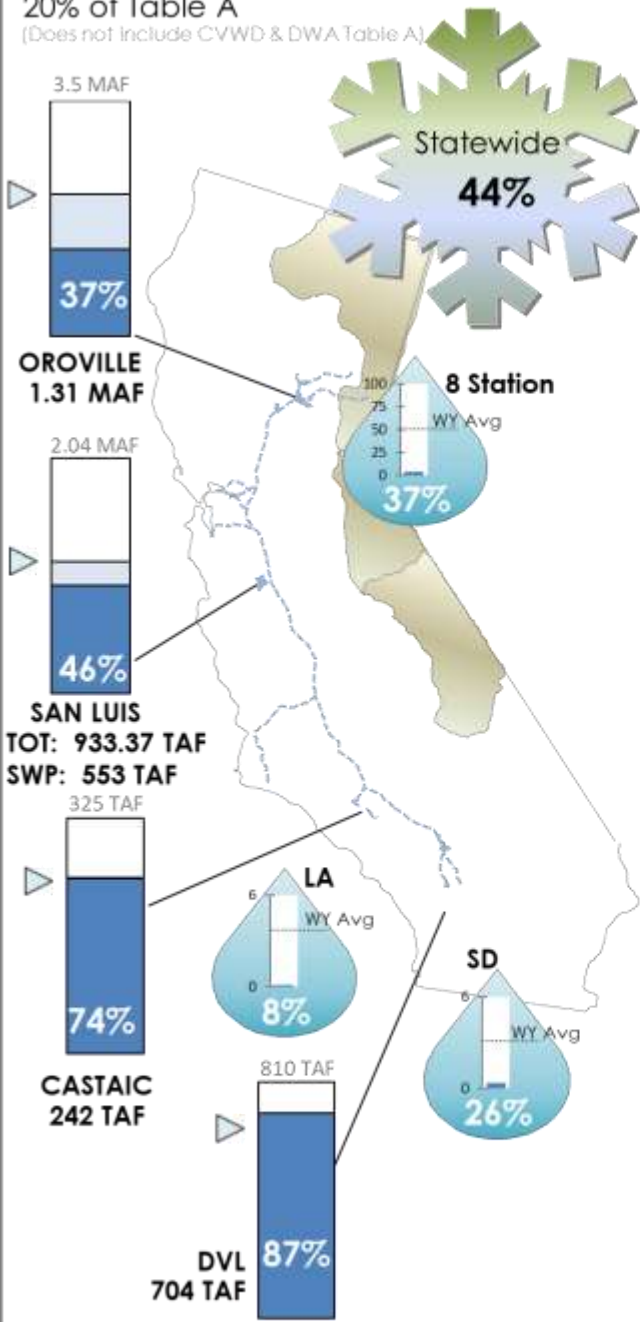 20% of Table A
(Does not include CVWD & DWA Table A)
3.5 MAF
37%
OROVILLE
1.31 MAF
Statewide
44%
8 Station
100
75
50
25
0
WY Avg
37%
2.04 MAF
46%
SAN LUIS
TOT: 933.37 TAF
SWP: 553 TAF
325 TAF
74%
CASTAIC
242 TAF
LA
6
WY Avg
0
8%
SD
6
WY Avg
0
26%
810 TAF
87%
DVL
704 TAF